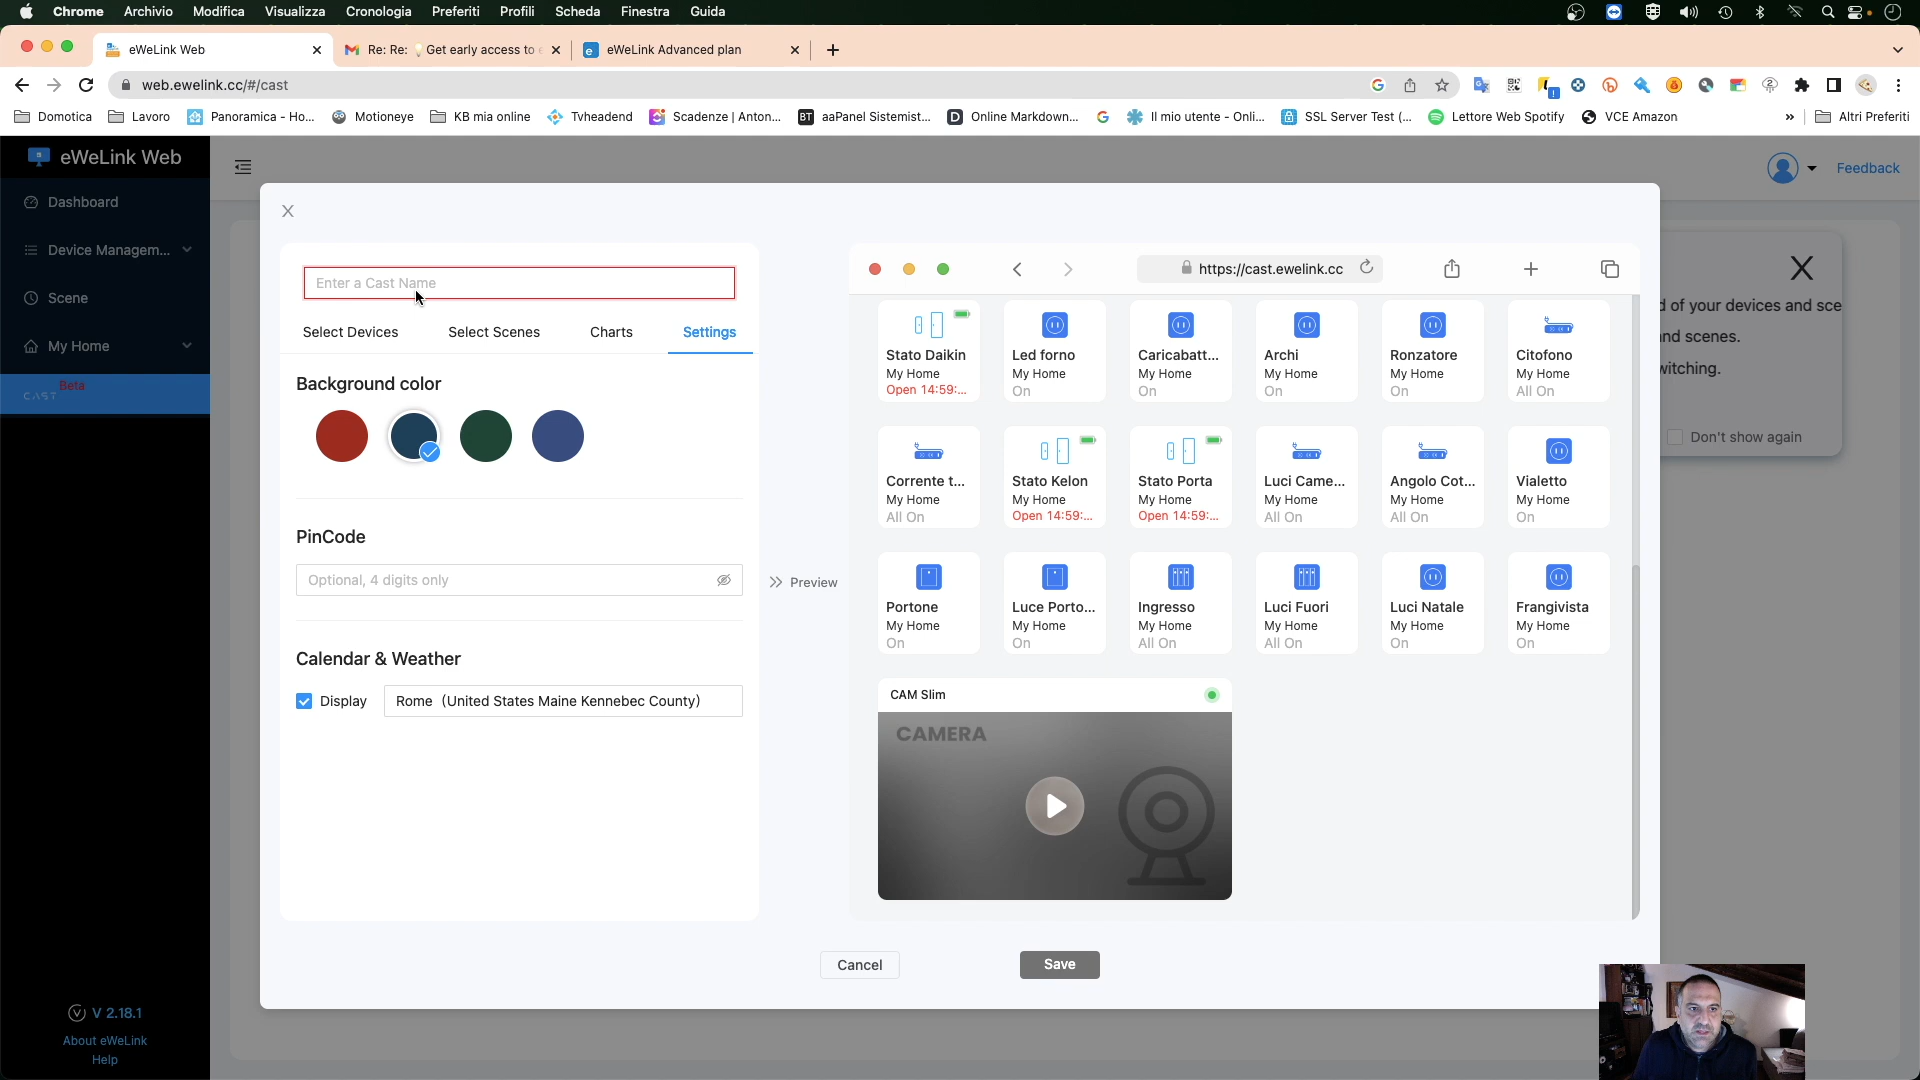 Chrome Archivio Modifica Visualizza Cronologia Preferiti Profili Scheda Finestra Guida
eWeLink Web
Re: Re: 💡Get early access to e
eWeLink Advanced plan
web.ewelink.cc/#/cast
Domotica Lavoro Panoramica - Ho... Motioneye KB mia online Tvheadend Scadenze | Anton... aaPanel Sistemist... Online Markdown... Il mio utente - Onli... SSL Server Test (... Lettore Web Spotify VCE Amazon » Altri Preferiti
eWeLink Web
Feedback
Dashboard
Device Managem...
Scene
My Home
CAST Beta
V 2.18.1
About eWeLink
Help
X
Enter a Cast Name
Select Devices Select Scenes Charts Settings
Background color
PinCode
Optional, 4 digits only
Calendar & Weather
Display Rome (United States Maine Kennebec County)
Preview
https://cast.ewelink.cc
Stato Daikin
My Home
Open 14:59:...
Led forno
My Home
On
Caricabatt...
My Home
On
Archi
My Home
On
Ronzatore
My Home
On
Citofono
My Home
All On
Corrente t...
My Home
All On
Stato Kelon
My Home
Open 14:59:...
Stato Porta
My Home
Open 14:59:...
Luci Came...
My Home
All On
Angolo Cot...
My Home
All On
Vialetto
My Home
On
Portone
My Home
On
Luce Porto...
My Home
On
Ingresso
My Home
All On
Luci Fuori
My Home
All On
Luci Natale
My Home
On
Frangivista
My Home
On
CAM Slim
CAMERA
Cancel
Save
X
d of your devices and sce
nd scenes.
witching.
Don't show again